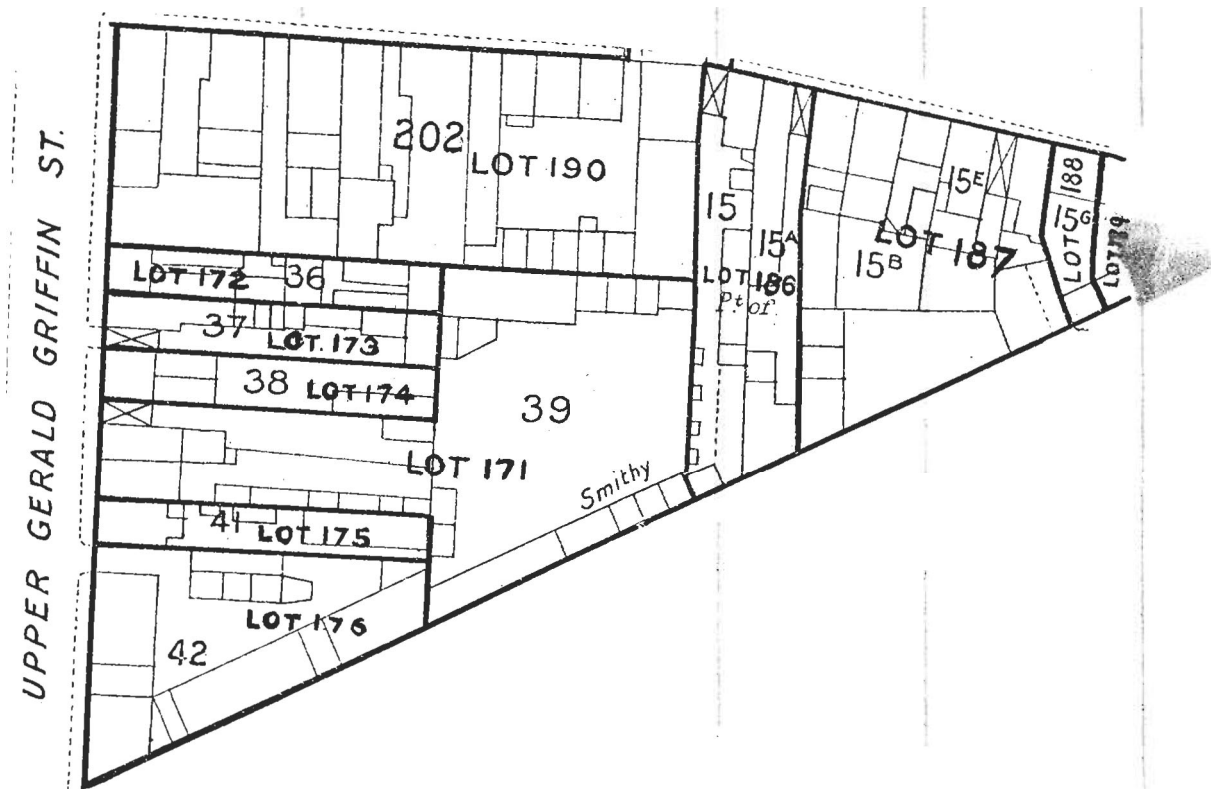 UPPER GERALD GRIFFIN ST.
202
LOT 190
LOT 172
36
37
LOT. 173
38
LOT 174
39
LOT 171
41
LOT 175
42
LOT 176
Smithy
15
15A
LOT 186
Pt of
15B
LOT 187
15E
188
15G
LOT
LOT 189